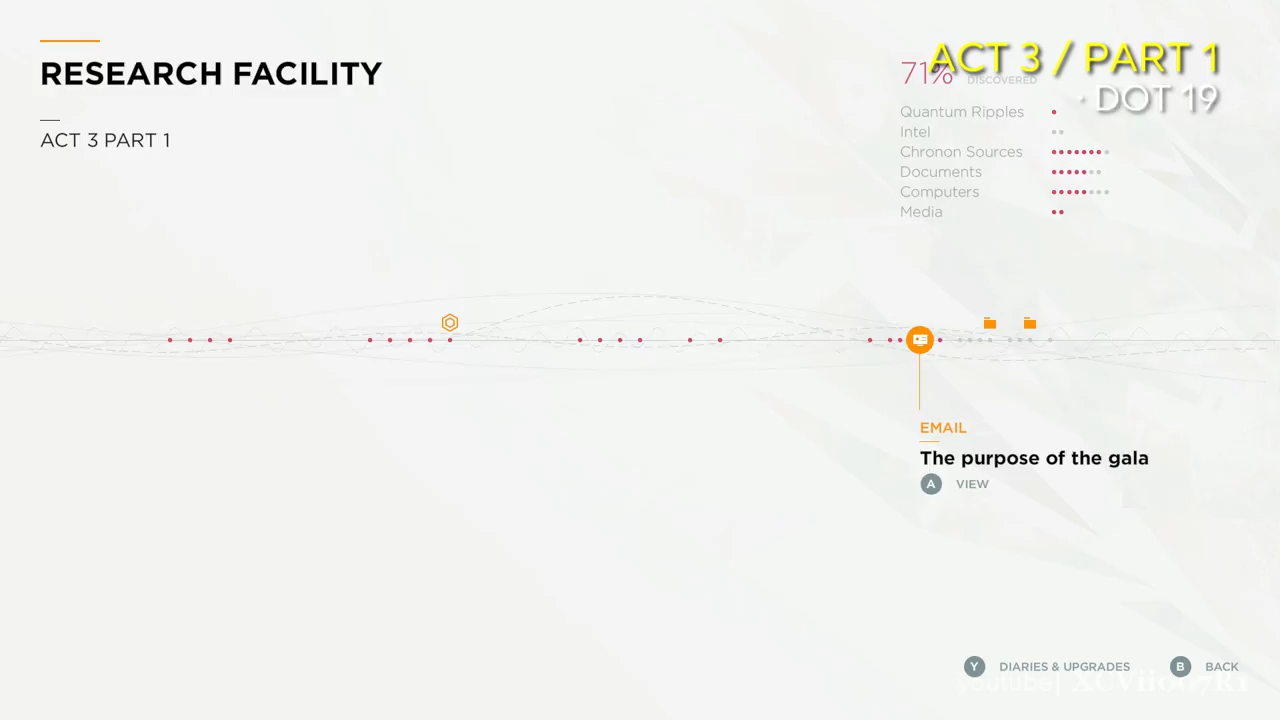 RESEARCH FACILITY
ACT 3 PART 1
ACT 3 / PART 1
· DOT 19
71% DISCOVERED
Quantum Ripples
Intel
Chronon Sources
Documents
Computers
Media
EMAIL
The purpose of the gala
A VIEW
Y DIARIES & UPGRADES B BACK
youtube|